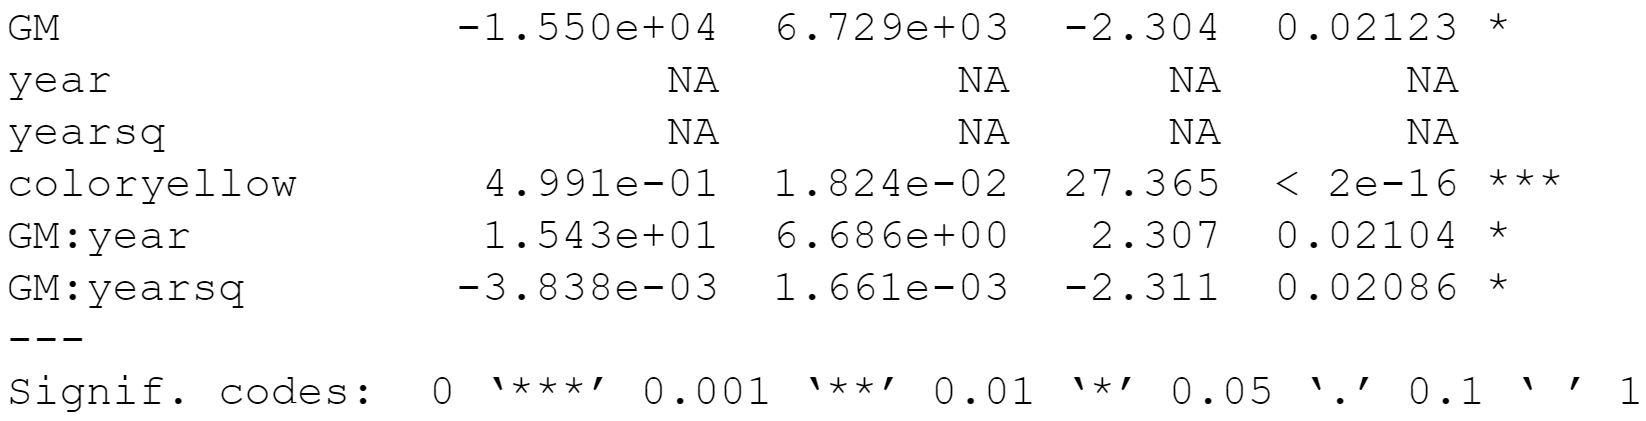 GM -1.550e+04 6.729e+03 -2.304 0.02123 *
year NA NA NA NA
yearsq NA NA NA NA
coloryellow 4.991e-01 1.824e-02 27.365 < 2e-16 ***
GM:year 1.543e+01 6.686e+00 2.307 0.02104 *
GM:yearsq -3.838e-03 1.661e-03 -2.311 0.02086 *
---
Signif. codes: 0 ‘***’ 0.001 ‘**’ 0.01 ‘*’ 0.05 ‘.’ 0.1 ‘ ’ 1